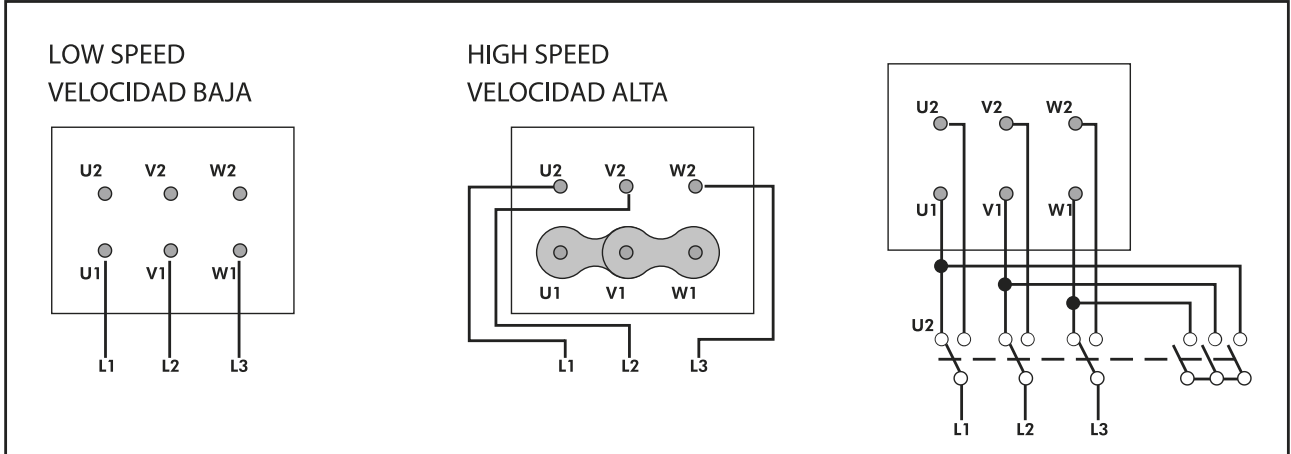 LOW SPEED
VELOCIDAD BAJA
U2 V2 W2
U1 V1 W1
L1 L2 L3
HIGH SPEED
VELOCIDAD ALTA
U2 V2 W2
U1 V1 W1
L1 L2 L3
U2 V2 W2
U1 V1 W1
U2
L1 L2 L3